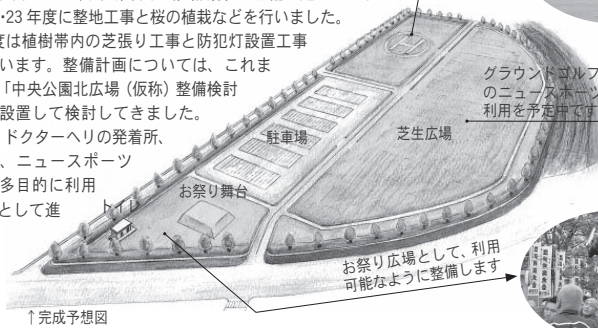 ・23 年度に整地工事と桜の植栽などを行いました。
度は植樹帯内の芝張り工事と防犯灯設置工事
います。整備計画については、これま
「中央公園北広場(仮称)整備検討
設置して検討してきました。
ドクターヘリの発着所、
、ニュースポーツ
多目的に利用
として進
H
グラウンドゴルフ
のニュースポーツ
利用を予定中です
駐車場
芝生広場
お祭り舞台
お祭り広場として、利用
可能なように整備します
↑完成予想図